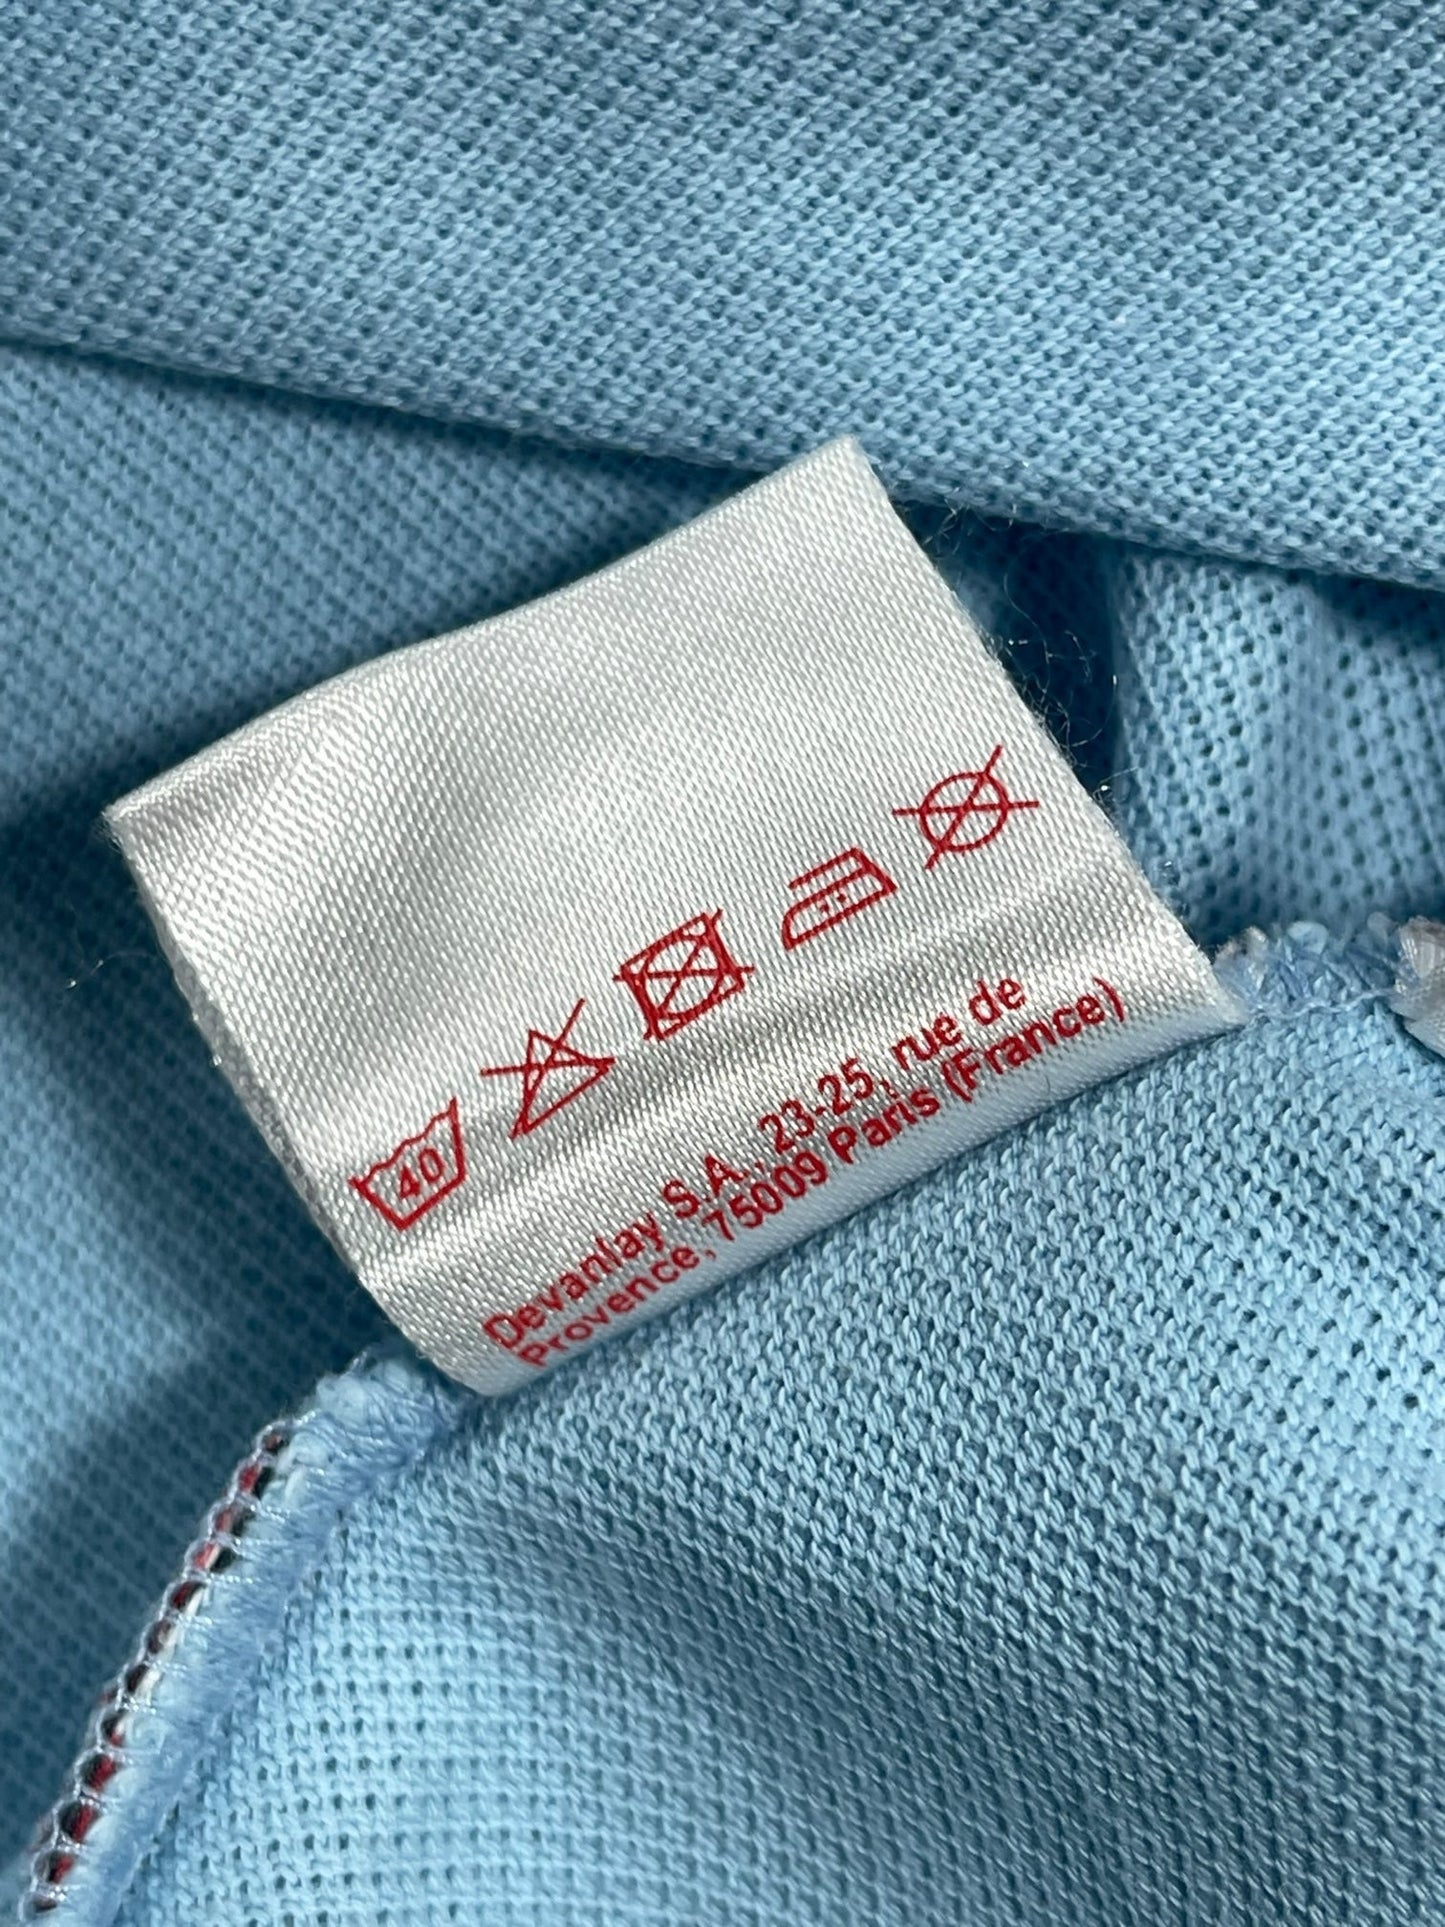 40
Devanlay S.A., 23-25, rue de
Provence, 75009 Paris (France)